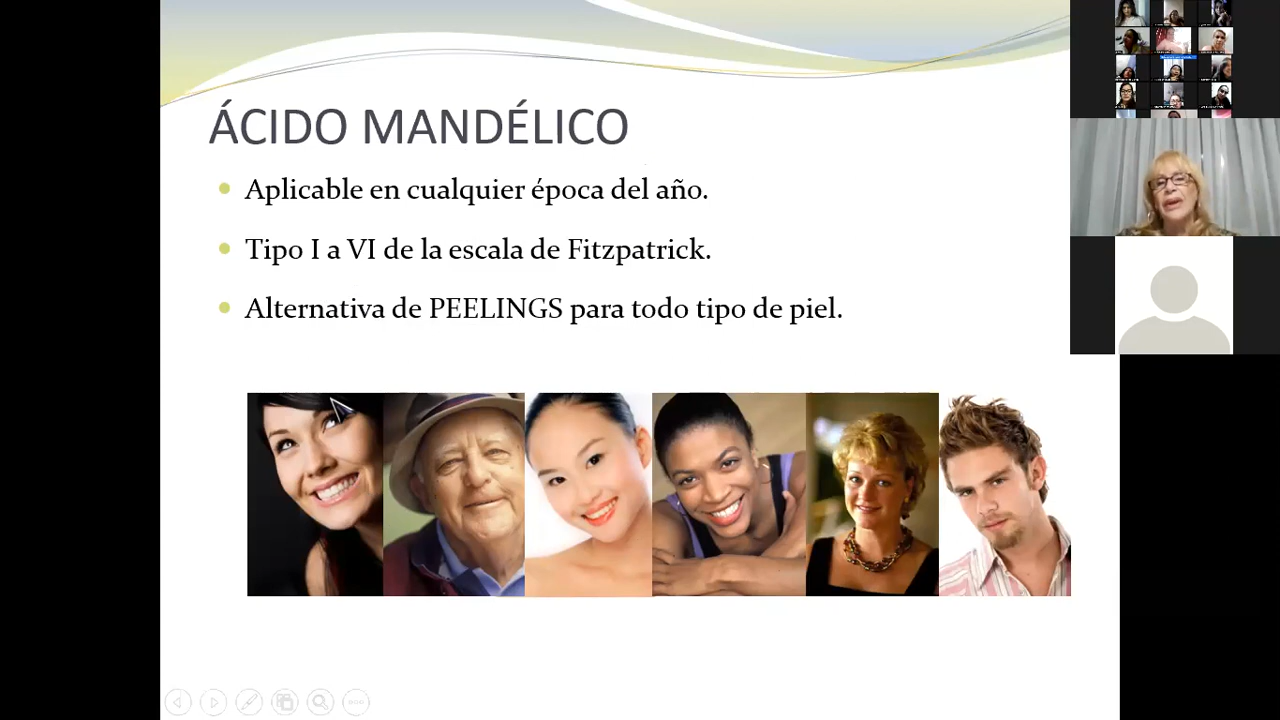 ÁCIDO MANDÉLICO
Aplicable en cualquier época del año.
Tipo I a VI de la escala de Fitzpatrick.
Alternativa de PEELINGS para todo tipo de piel.